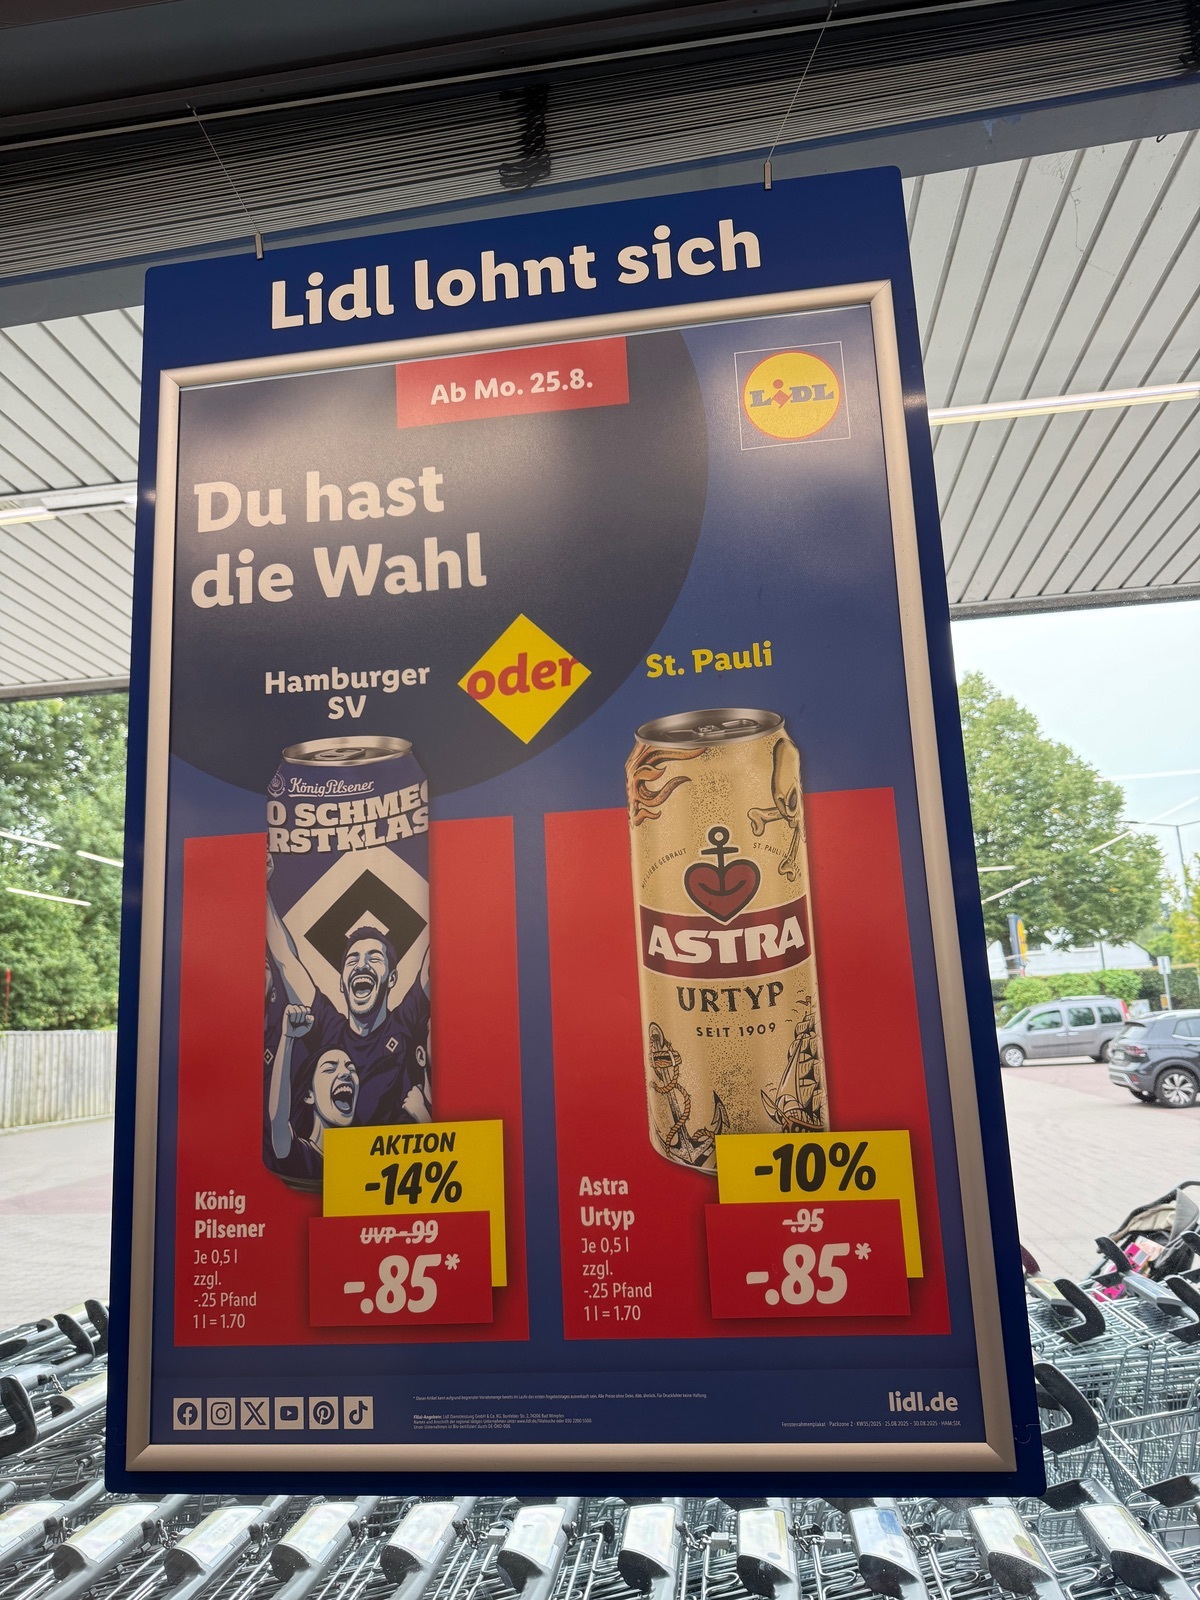 Lidl lohnt sich
Ab Mo. 25.8.
LIDL
Du hast
die Wahl
Hamburger
SV
oder
St. Pauli
König Pilsener
O SCHMEC
RSTKLAS
ST. PAULI
ASTRA
URTYP
SEIT 1909
König
Pilsener
Je 0,5 l
zzgl.
-.25 Pfand
1 l = 1.70
AKTION
-14%
UVP -.99
-.85*
Astra
Urtyp
Je 0,5 l
zzgl.
-.25 Pfand
1 l = 1.70
-10%
-.95
-.85*
lidl.de